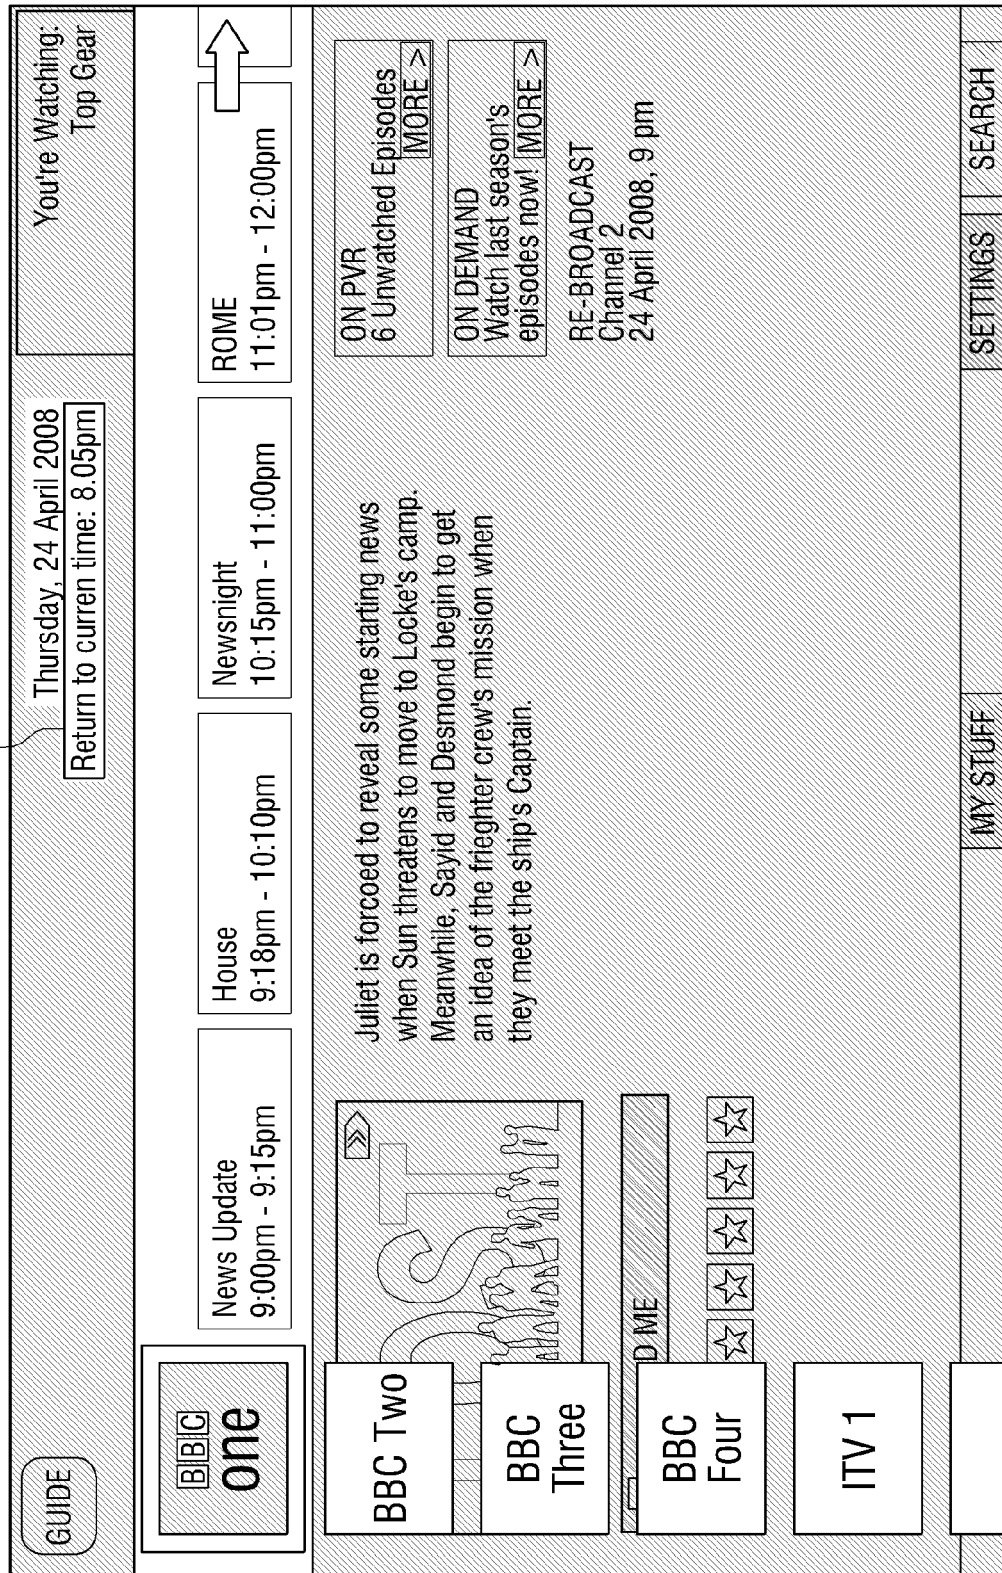 GUIDE
Thursday, 24 April 2008
Return to curren time: 8.05pm
You're Watching:
Top Gear
BBC
one
News Update
9:00pm - 9:15pm
House
9:18pm - 10:10pm
Newsnight
10:15pm - 11:00pm
ROME
11:01pm - 12:00pm
BBC Two
BBC
Three
BBC
Four
ITV 1
OST
D ME
Juliet is forcoed to reveal some starting news
when Sun threatens to move to Locke's camp.
Meanwhile, Sayid and Desmond begin to get
an idea of the frieghter crew's mission when
they meet the ship's Captain.
ON PVR
6 Unwatched Episodes
MORE >
ON DEMAND
Watch last season's
episodes now! MORE >
RE-BROADCAST
Channel 2
24 April 2008, 9 pm
MY STUFF
SETTINGS
SEARCH